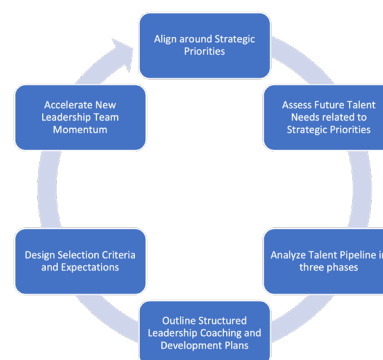 Align around Strategic
Priorities
Assess Future Talent
Needs related to
Strategic Priorities
Analyze Talent Pipeline in
three phases
Outline Structured
Leadership Coaching and
Development Plans
Design Selection Criteria
and Expectations
Accelerate New
Leadership Team
Momentum